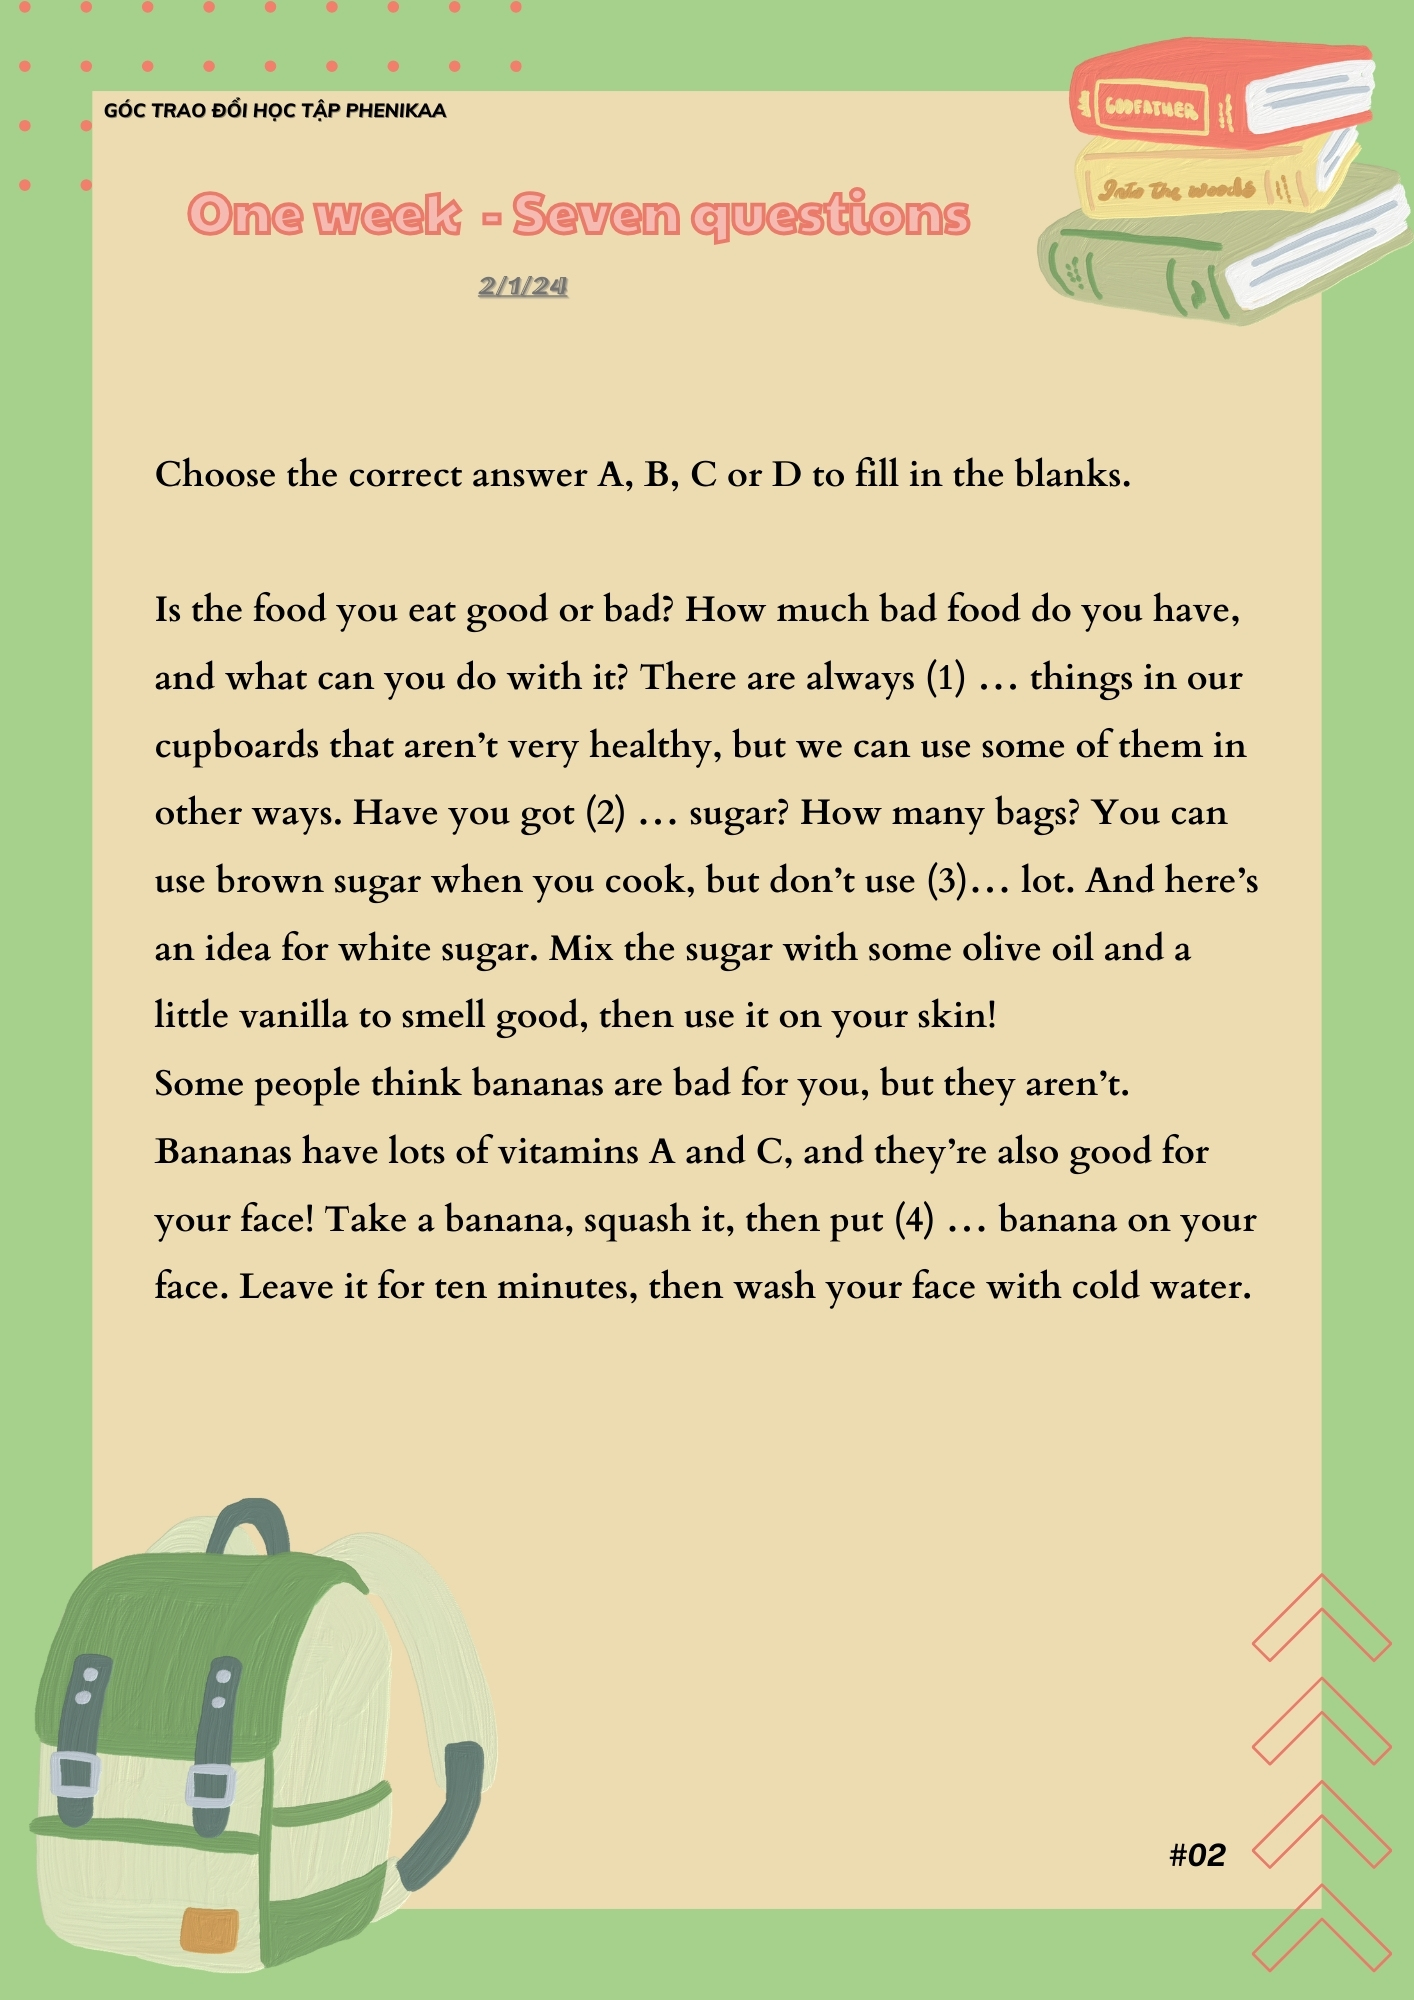 GÓC TRAO ĐỔI HỌC TẬP PHENIKAA
GODFATHER
Into the woods
One week - Seven questions
2/1/24
Choose the correct answer A, B, C or D to fill in the blanks.
Is the food you eat good or bad? How much bad food do you have,
and what can you do with it? There are always (1) … things in our
cupboards that aren’t very healthy, but we can use some of them in
other ways. Have you got (2) … sugar? How many bags? You can
use brown sugar when you cook, but don’t use (3)… lot. And here’s
an idea for white sugar. Mix the sugar with some olive oil and a
little vanilla to smell good, then use it on your skin!
Some people think bananas are bad for you, but they aren’t.
Bananas have lots of vitamins A and C, and they’re also good for
your face! Take a banana, squash it, then put (4) … banana on your
face. Leave it for ten minutes, then wash your face with cold water.
#02